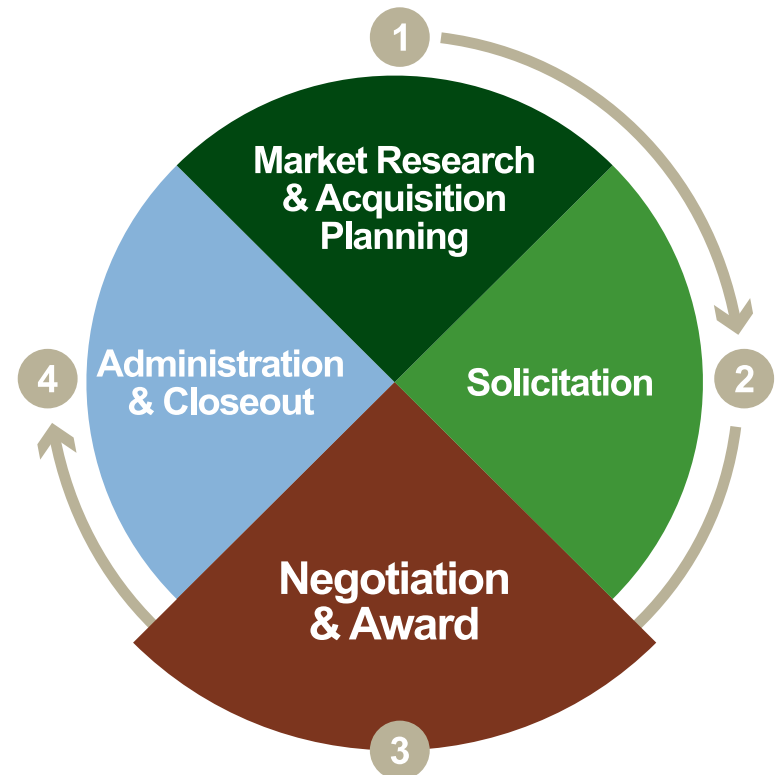 1
Market Research
& Acquisition
Planning
2
Solicitation
3
Negotiation
& Award
4
Administration
& Closeout